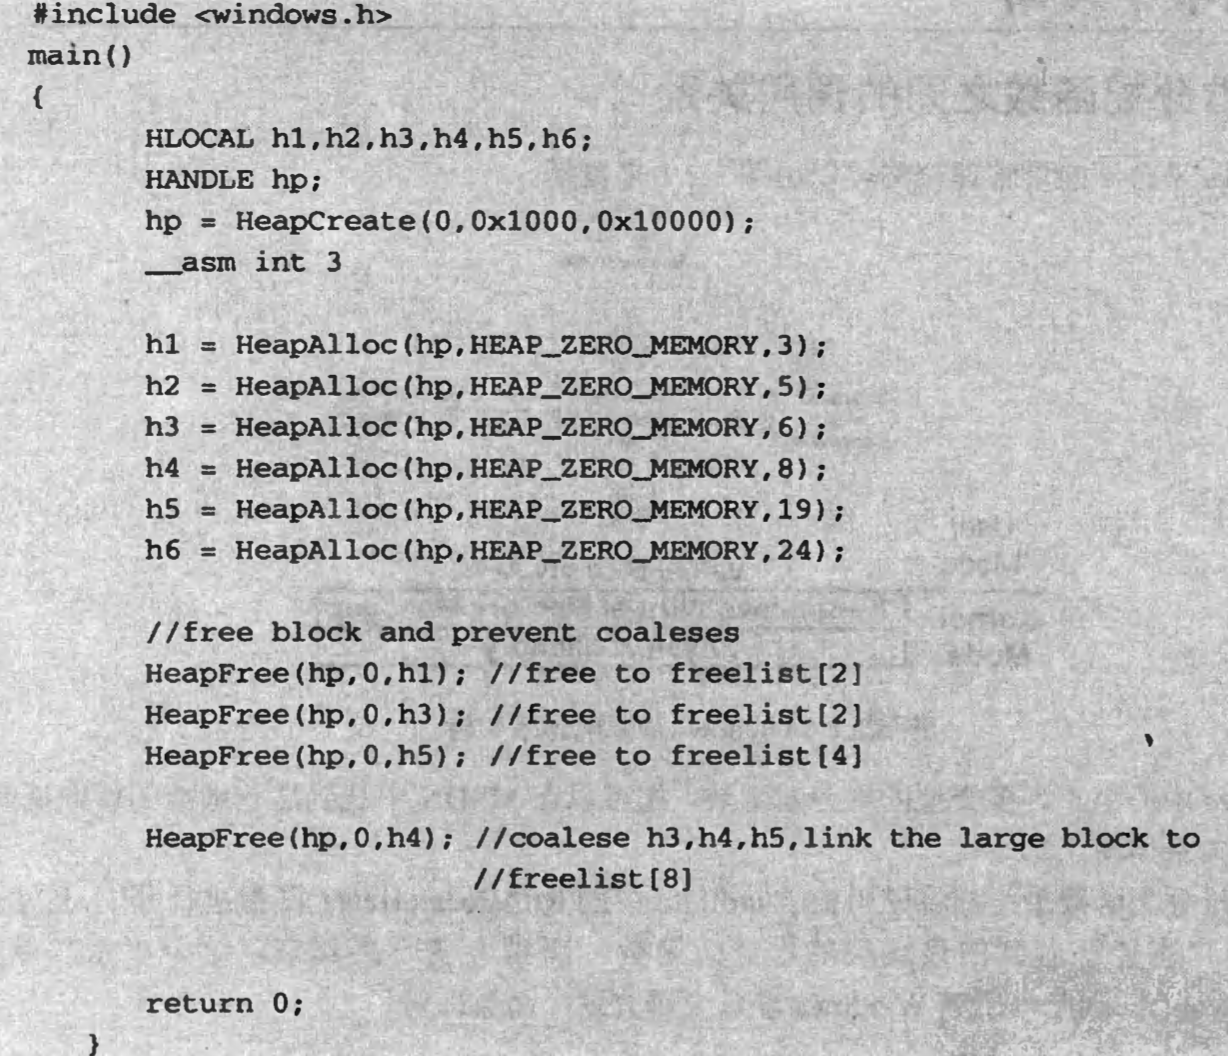 #include <windows.h>
main()
{
HLOCAL h1,h2,h3,h4,h5,h6;
HANDLE hp;
hp = HeapCreate(0,0x1000,0x10000);
__asm int 3
h1 = HeapAlloc(hp,HEAP_ZERO_MEMORY,3);
h2 = HeapAlloc(hp,HEAP_ZERO_MEMORY,5);
h3 = HeapAlloc(hp,HEAP_ZERO_MEMORY,6);
h4 = HeapAlloc(hp,HEAP_ZERO_MEMORY,8);
h5 = HeapAlloc(hp,HEAP_ZERO_MEMORY,19);
h6 = HeapAlloc(hp,HEAP_ZERO_MEMORY,24);
//free block and prevent coaleses
HeapFree(hp,0,h1); //free to freelist[2]
HeapFree(hp,0,h3); //free to freelist[2]
HeapFree(hp,0,h5); //free to freelist[4]
HeapFree(hp,0,h4); //coalese h3,h4,h5,link the large block to
//freelist[8]
return 0;
}